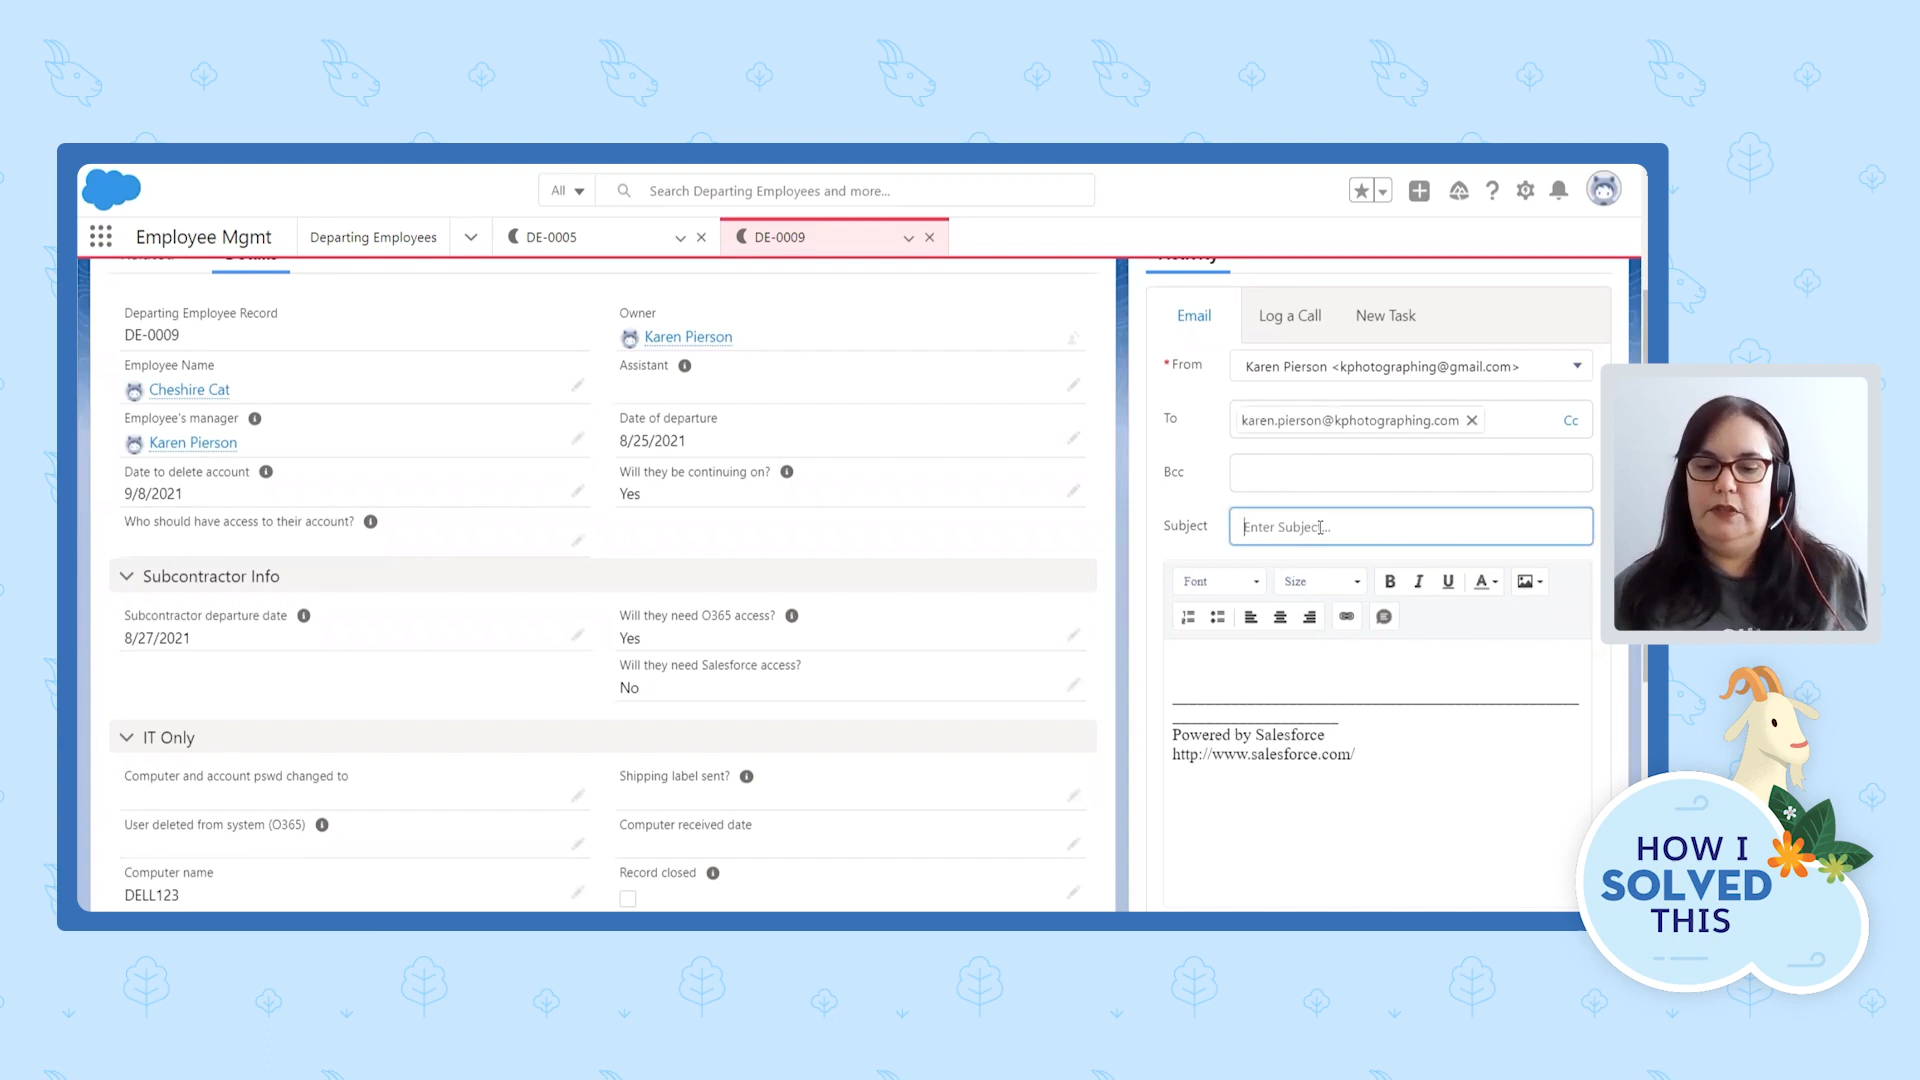 All
Search Departing Employees and more...
Employee Mgmt
Departing Employees
DE-0005
DE-0009
Details
Activity
Departing Employee Record
DE-0009
Owner
Karen Pierson
Employee Name
Cheshire Cat
Assistant
Employee's manager
Karen Pierson
Date of departure
8/25/2021
Date to delete account
9/8/2021
Will they be continuing on?
Yes
Who should have access to their account?
Subcontractor Info
Subcontractor departure date
8/27/2021
Will they need O365 access?
Yes
Will they need Salesforce access?
No
IT Only
Computer and account pswd changed to
Shipping label sent?
User deleted from system (O365)
Computer received date
Computer name
DELL123
Record closed
Email
Log a Call
New Task
*From
Karen Pierson <kphotographing@gmail.com>
To
karen.pierson@kphotographing.com
Cc
Bcc
Subject
Enter Subject...
Font
Size
B I U A
Powered by Salesforce
http://www.salesforce.com/
HOW I
SOLVED
THIS